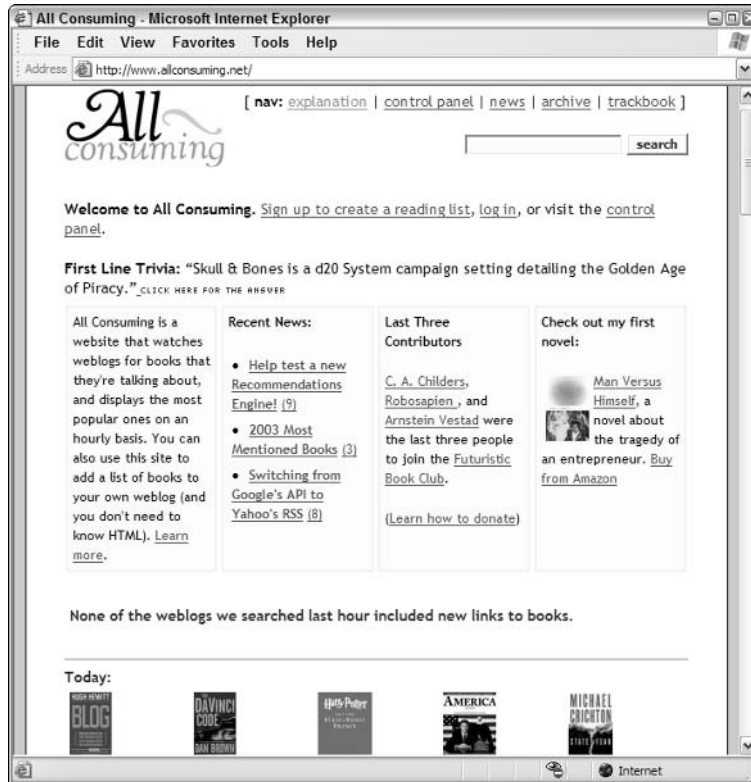 All Consuming - Microsoft Internet Explorer
File Edit View Favorites Tools Help
Address http://www.allconsuming.net/
All
consuming
[ nav: explanation | control panel | news | archive | trackbook ]
search
Welcome to All Consuming. Sign up to create a reading list, log in, or visit the control
panel.
First Line Trivia: “Skull & Bones is a d20 System campaign setting detailing the Golden Age
of Piracy.” CLICK HERE FOR THE ANSWER
All Consuming is a
website that watches
weblogs for books that
they're talking about,
and displays the most
popular ones on an
hourly basis. You can
also use this site to
add a list of books to
your own weblog (and
you don't need to
know HTML). Learn
more.
Recent News:
• Help test a new
Recommendations
Engine! (9)
• 2003 Most
Mentioned Books (3)
• Switching from
Google's API to
Yahoo's RSS (8)
Last Three
Contributors
C. A. Childers,
Robosapien , and
Arnstein Vestad were
the last three people
to join the Futuristic
Book Club.
(Learn how to donate)
Check out my first
novel:
Man Versus
Himself, a
novel about
the tragedy of
an entrepreneur. Buy
from Amazon
None of the weblogs we searched last hour included new links to books.
Today:
HUGH HEWITT
BLOG
THE
DAVINCI
CODE
DAN BROWN
Harry Potter
AMERICA
MICHAEL
CRICHTON
STATE FEAR
Internet